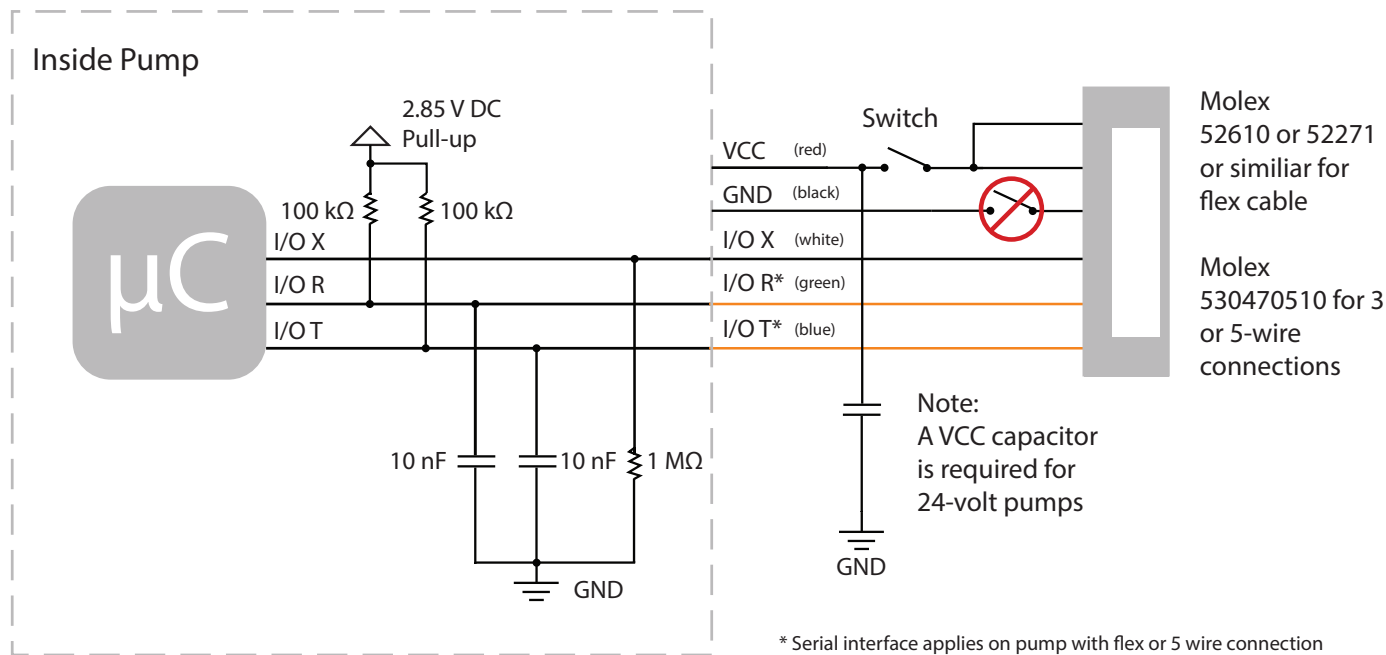 Inside Pump
2.85 V DC
Pull-up
100 kΩ
100 kΩ
µC
I/O X
I/O R
I/O T
10 nF
10 nF
1 MΩ
GND
VCC (red)
GND (black)
I/O X (white)
I/O R* (green)
I/O T* (blue)
Switch
Note:
A VCC capacitor
is required for
24-volt pumps
GND
Molex
52610 or 52271
or similiar for
flex cable
Molex
530470510 for 3
or 5-wire
connections
* Serial interface applies on pump with flex or 5 wire connection